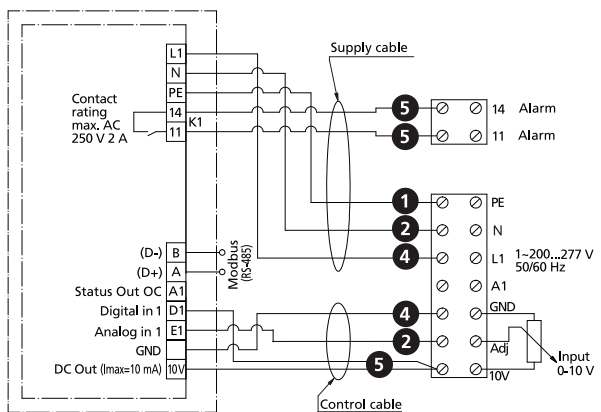 Supply cable
L1
N
PE
14
11
K1
Contact
rating
max. AC
250 V 2 A
5 14 Alarm
5 11 Alarm
1 PE
2 N
4 L1
1~200...277 V
50/60 Hz
A1
(D-) B
(D+) A
Modbus
(RS-485)
Status Out OC A1
Digital in 1 D1
Analog in 1 E1
GND
DC Out (Imax=10 mA) 10V
4 GND
2 Adj
5 10V
Input
0-10 V
Control cable